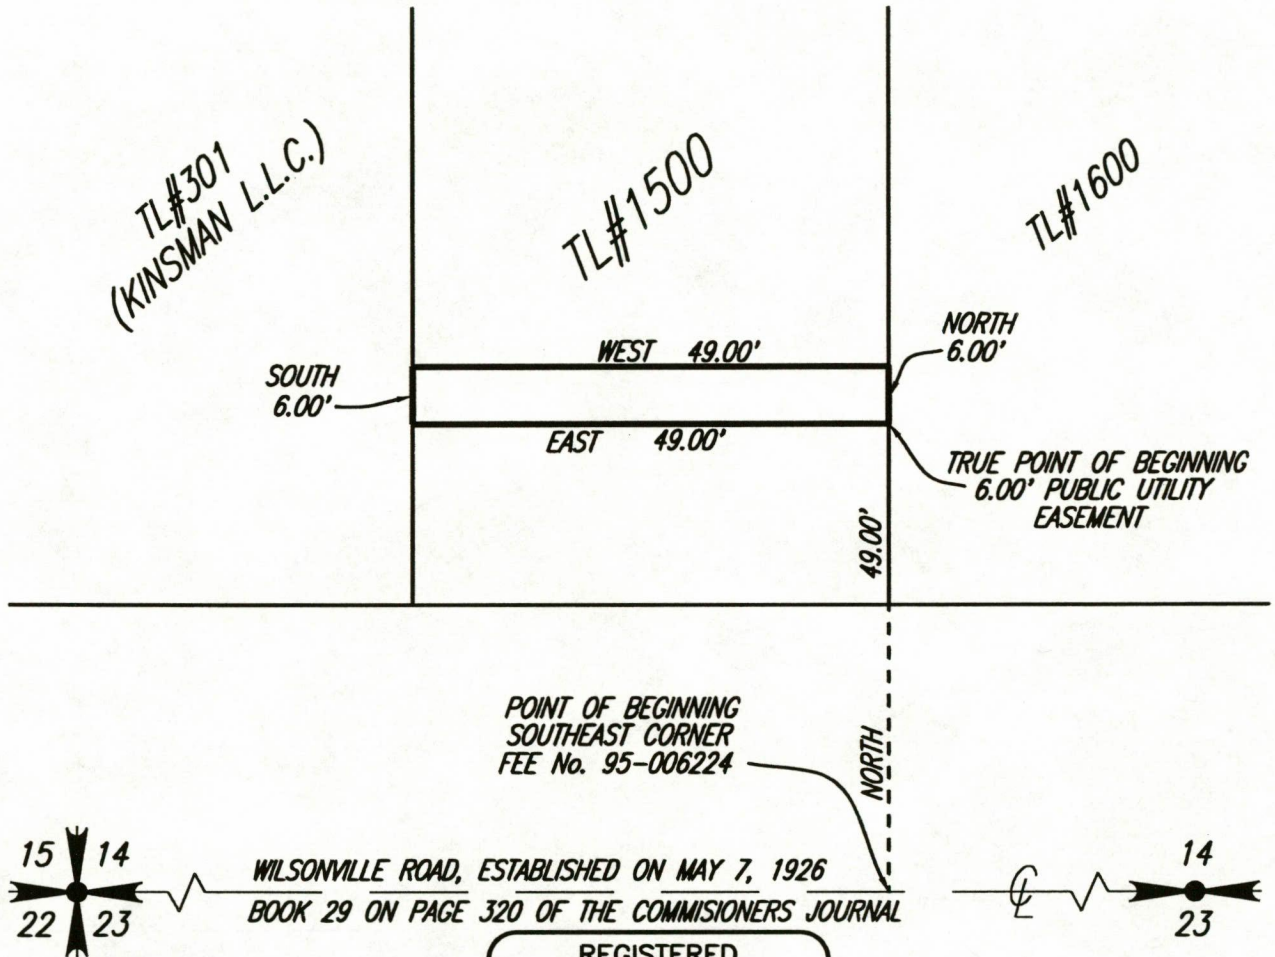 TL#301
(KINSMAN L.L.C.)
TL#1500
TL#1600
NORTH
6.00'
WEST 49.00'
SOUTH
6.00'
EAST 49.00'
TRUE POINT OF BEGINNING
6.00' PUBLIC UTILITY
EASEMENT
49.00'
POINT OF BEGINNING
SOUTHEAST CORNER
FEE No. 95-006224
NORTH
15 14
22 23
WILSONVILLE ROAD, ESTABLISHED ON MAY 7, 1926
BOOK 29 ON PAGE 320 OF THE COMMISIONERS JOURNAL
CL
14
23
REGISTERED